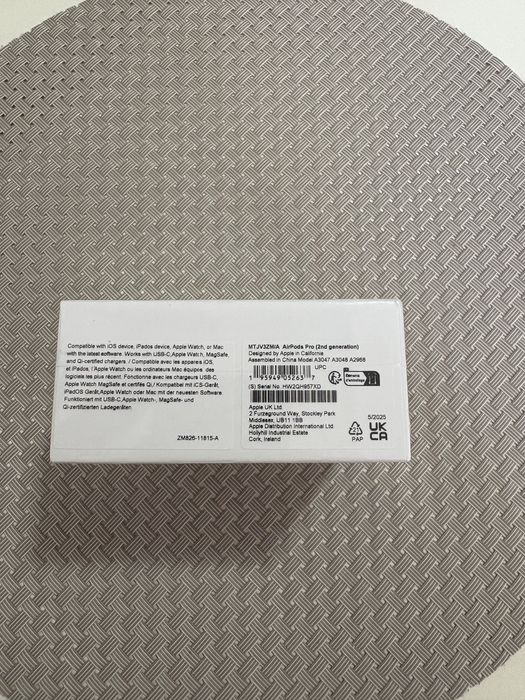 Compatible with iOS device, iPados device, Apple Watch, or Mac
with the latest software. Works with USB-C,Apple Watch, MagSafe,
and Qi-certified chargers. / Compatible avec les appareils iOS,
et iPados, l'Apple Watch ou les ordinateurs Mac équipés des
logiciels les plus récent. Fonctionne avec les chargeurs USB-C,
Apple Watch MagSafe et certifiés Qi./ Kompatibel mit iCS-Gerät,
iPadOS Gerät,Apple Watch oder Mac mit der neuesten Software
Funktioniert mit USB-C,Apple Watch-, MagSafe- und
Qi-zertifizierten Ladegeräten.
ZM826-11815-A
MTJV3ZM/A AirPods Pro (2nd generation)
Designed by Apple in California
Assembled in China Model A3047 A3048 A2968
UPC
1 95949 05263 7
(S) Serial No. HW2QH957XD
Apple UK Ltd.
2 Furzeground Way, Stockley Park
Middlesex, UB11 1BB
Apple Distribution International Ltd.
Hollyhill Industrial Estate
Cork, Ireland
5/2025
21
PAP
UK
CA